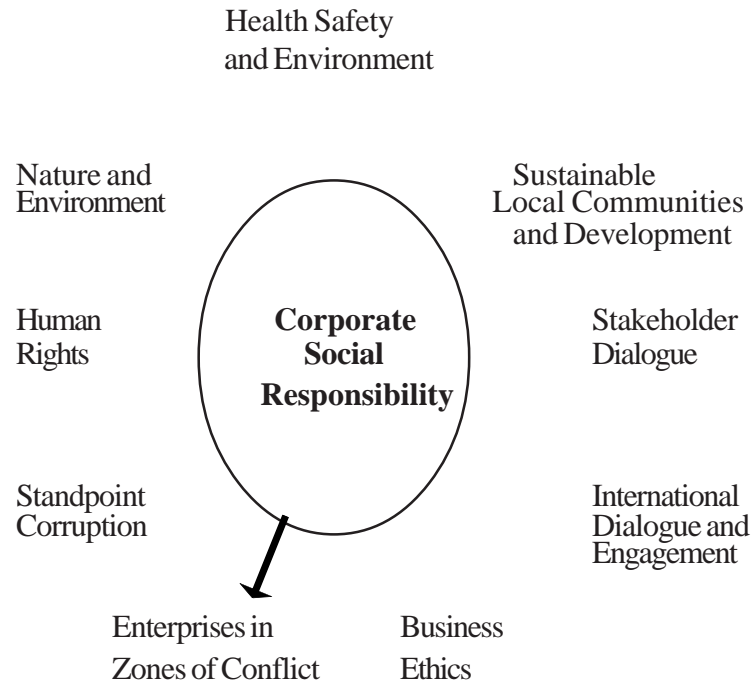 Health Safety
and Environment
Nature and
Environment
Sustainable
Local Communities
and Development
Human
Rights
Corporate
Social
Responsibility
Stakeholder
Dialogue
Standpoint
Corruption
International
Dialogue and
Engagement
Enterprises in
Zones of Conflict
Business
Ethics